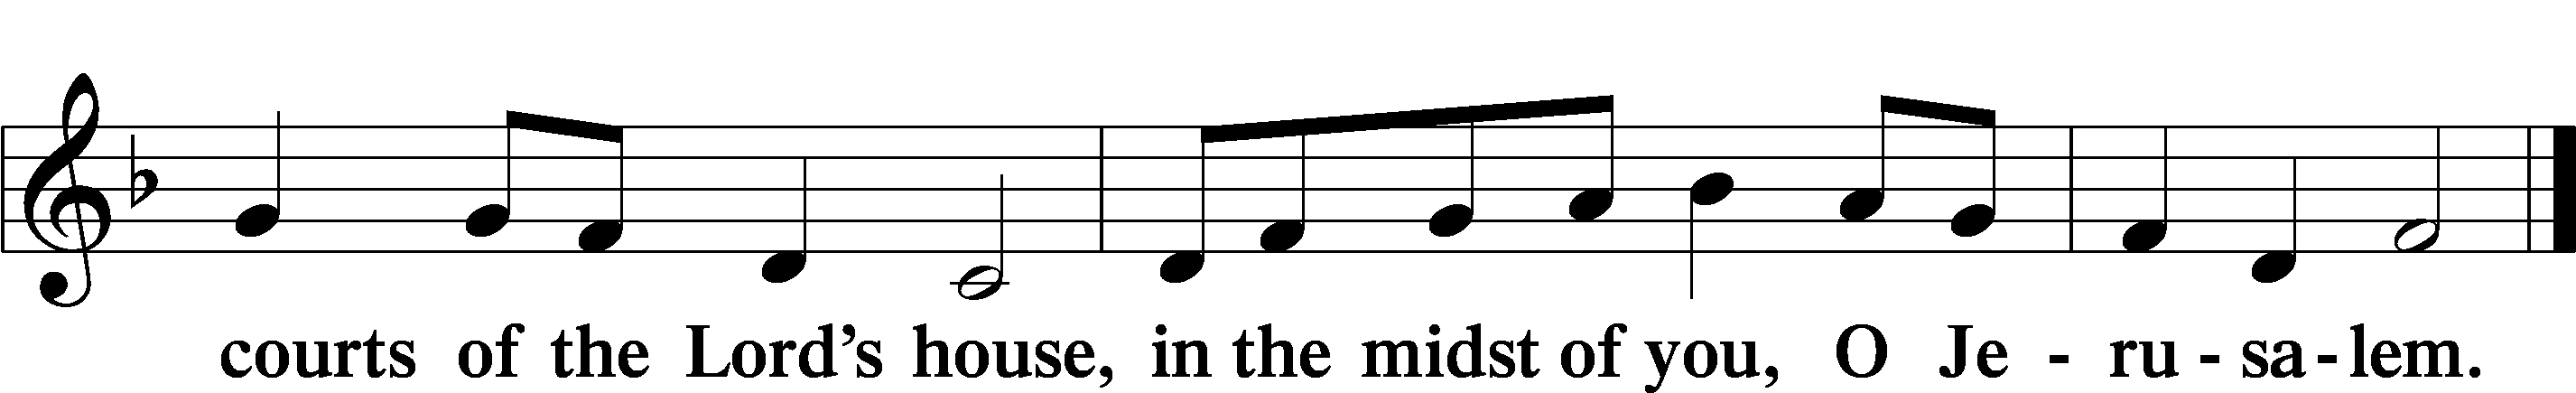 courts of the Lord’s house, in the midst of you, O Je - ru - sa - lem.